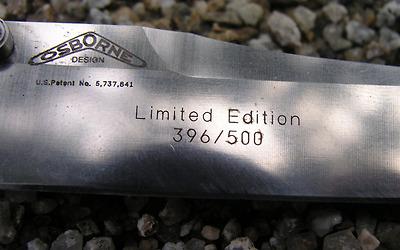 OSBORNE
DESIGN
U.S. Patent No. 5,737,841
Limited Edition
396/500